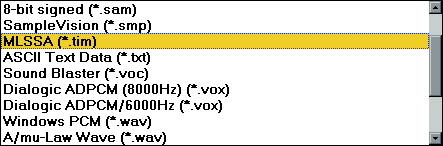 8-bit signed (*.sam)
SampleVision (*.smp)
MLSSA (*.tim)
ASCII Text Data (*.txt)
Sound Blaster (*.voc)
Dialogic ADPCM (8000Hz) (*.vox)
Dialogic ADPCM/6000Hz) (*.vox)
Windows PCM (*.wav)
A/mu-Law Wave (*.wav)